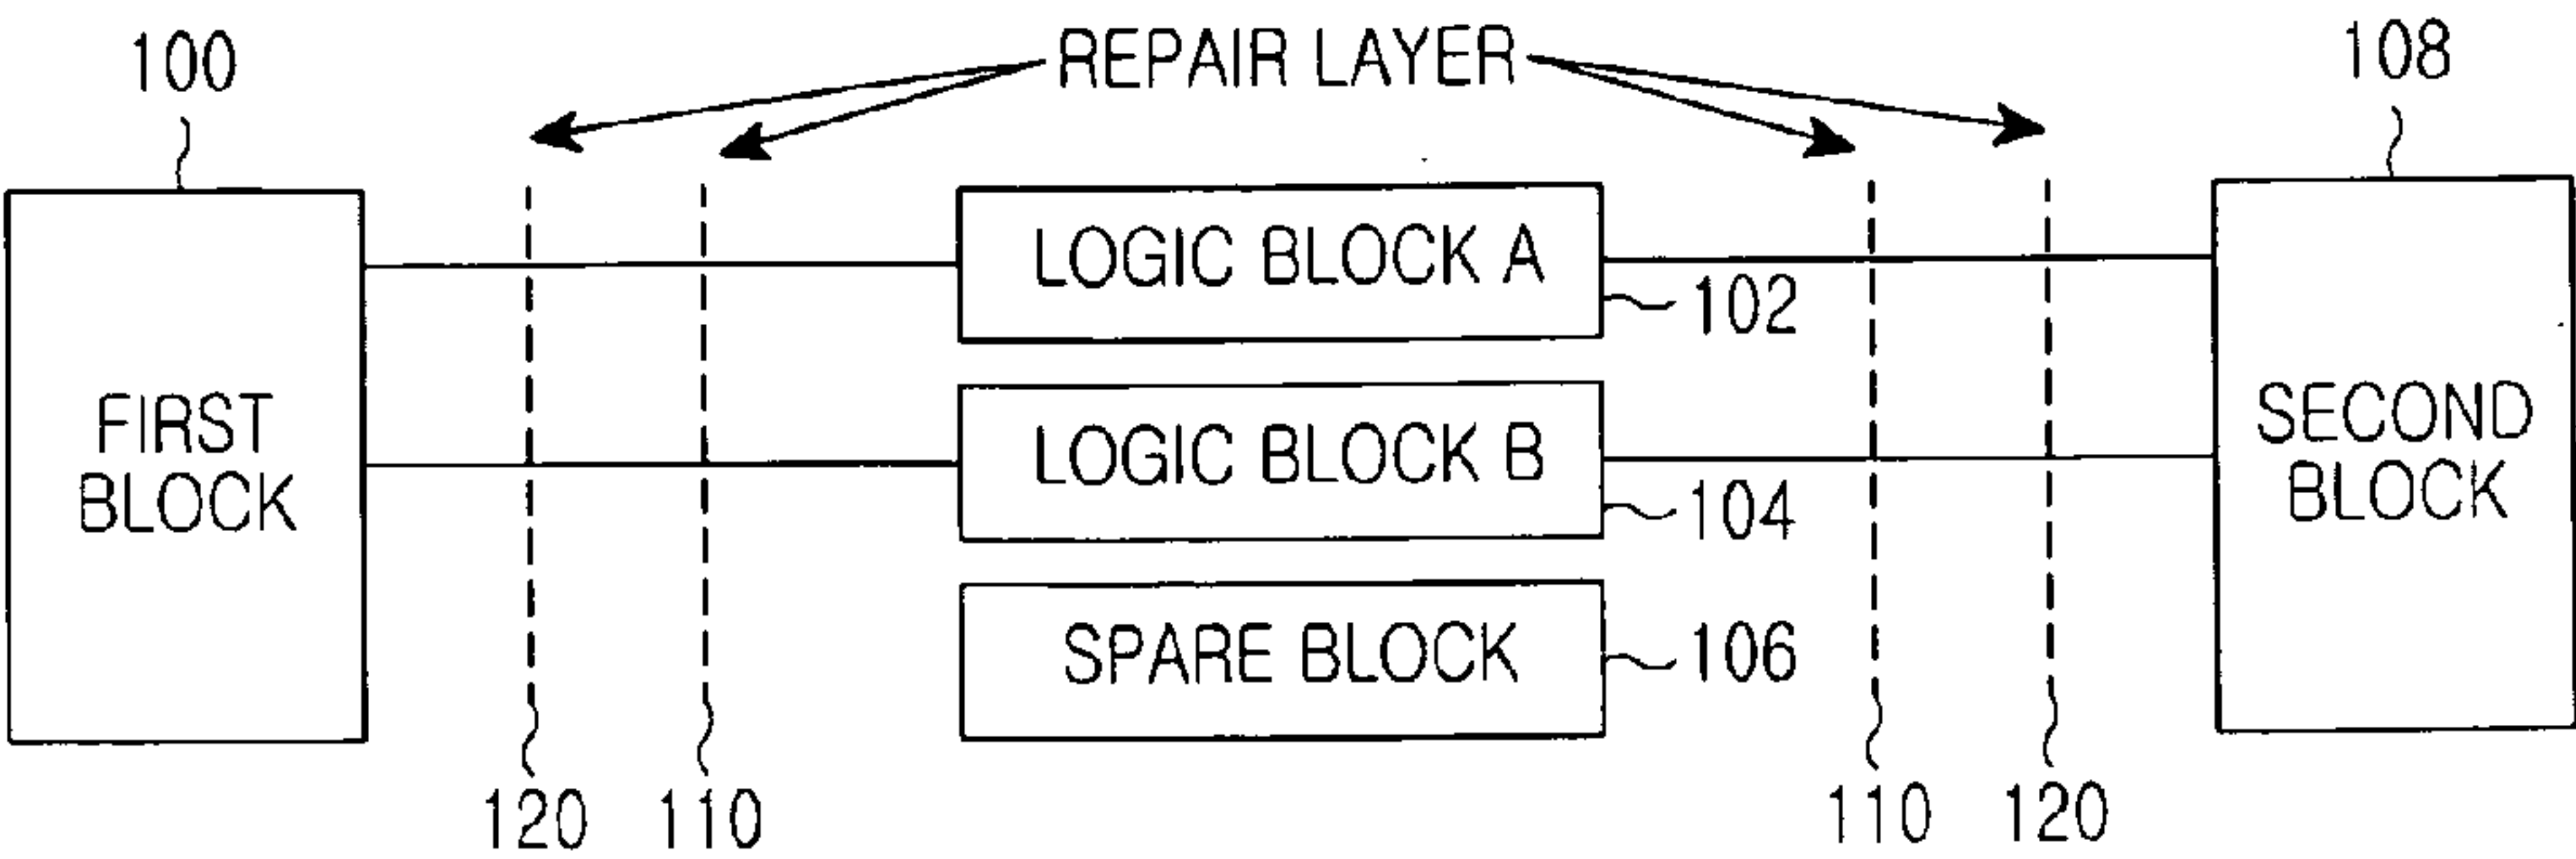 100
REPAIR LAYER
108
LOGIC BLOCK A
102
FIRST
BLOCK
LOGIC BLOCK B
104
SECOND
BLOCK
SPARE BLOCK
106
120
110
110
120